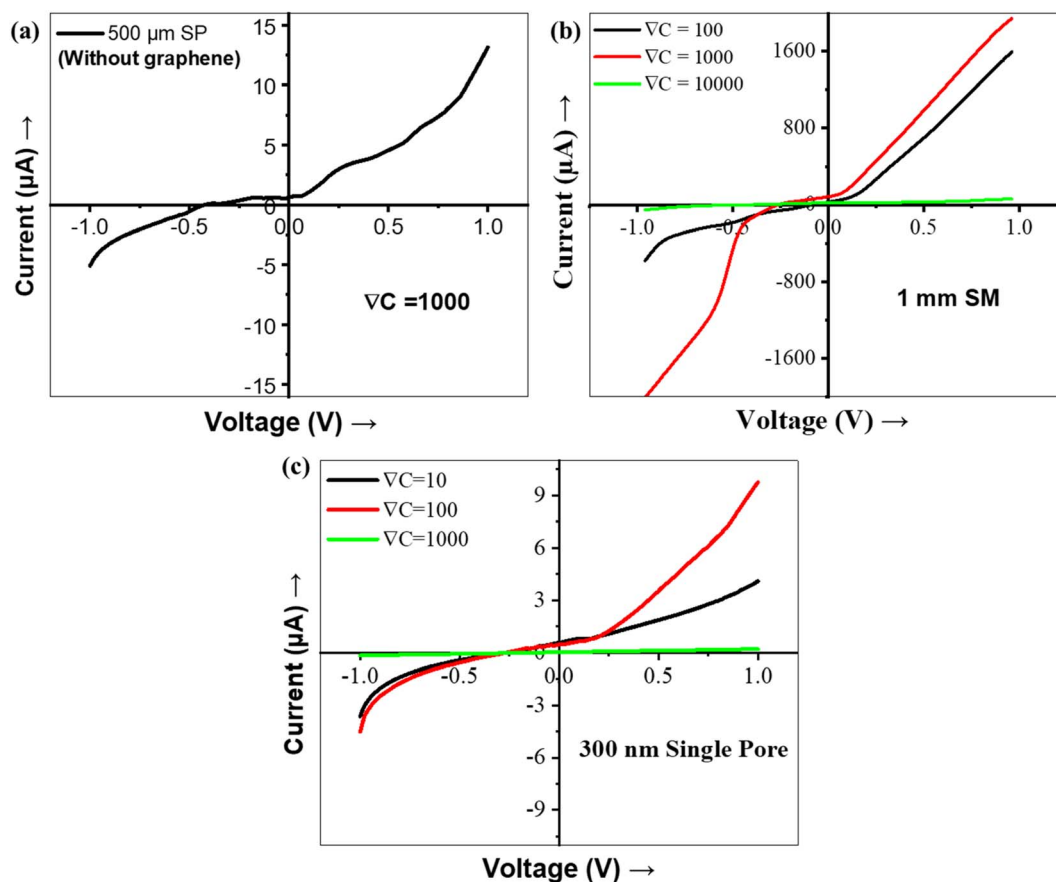 (a)
500 µm SP
(Without graphene)
15
10
5
0
-1.0 -0.5 0.0 0.5 1.0
-5
-10
-15
∇C =1000
Current (µA) →
Voltage (V) →
(b)
∇C = 100
∇C = 1000
∇C = 10000
1600
800
0
-1.0 -0.5 0.0 0.5 1.0
-800
-1600
1 mm SM
Current (µA) →
Voltage (V) →
(c)
∇C=10
∇C=100
∇C=1000
9
6
3
0
-1.0 -0.5 0.0 0.5 1.0
-3
-6
-9
300 nm Single Pore
Current (µA) →
Voltage (V) →